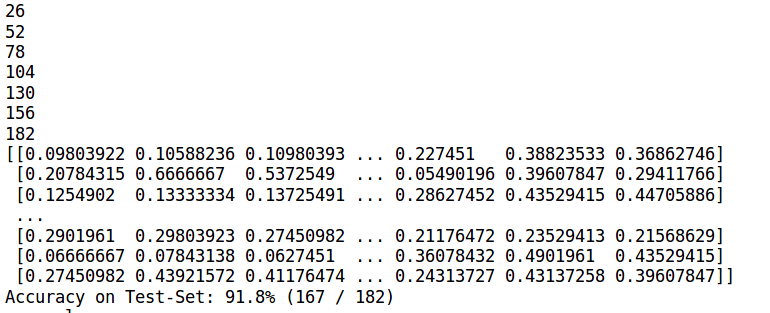 26
52
78
104
130
156
182
[[0.09803922 0.10588236 0.10980393 ... 0.227451   0.38823533 0.36862746]
 [0.20784315 0.6666667  0.5372549  ... 0.05490196 0.39607847 0.29411766]
 [0.1254902  0.13333334 0.13725491 ... 0.28627452 0.43529415 0.44705886]
 ...
 [0.2901961  0.29803923 0.27450982 ... 0.21176472 0.23529413 0.21568629]
 [0.06666667 0.07843138 0.0627451  ... 0.36078432 0.4901961  0.43529415]
 [0.27450982 0.43921572 0.41176474 ... 0.24313727 0.43137258 0.39607847]]
Accuracy on Test-Set: 91.8% (167 / 182)